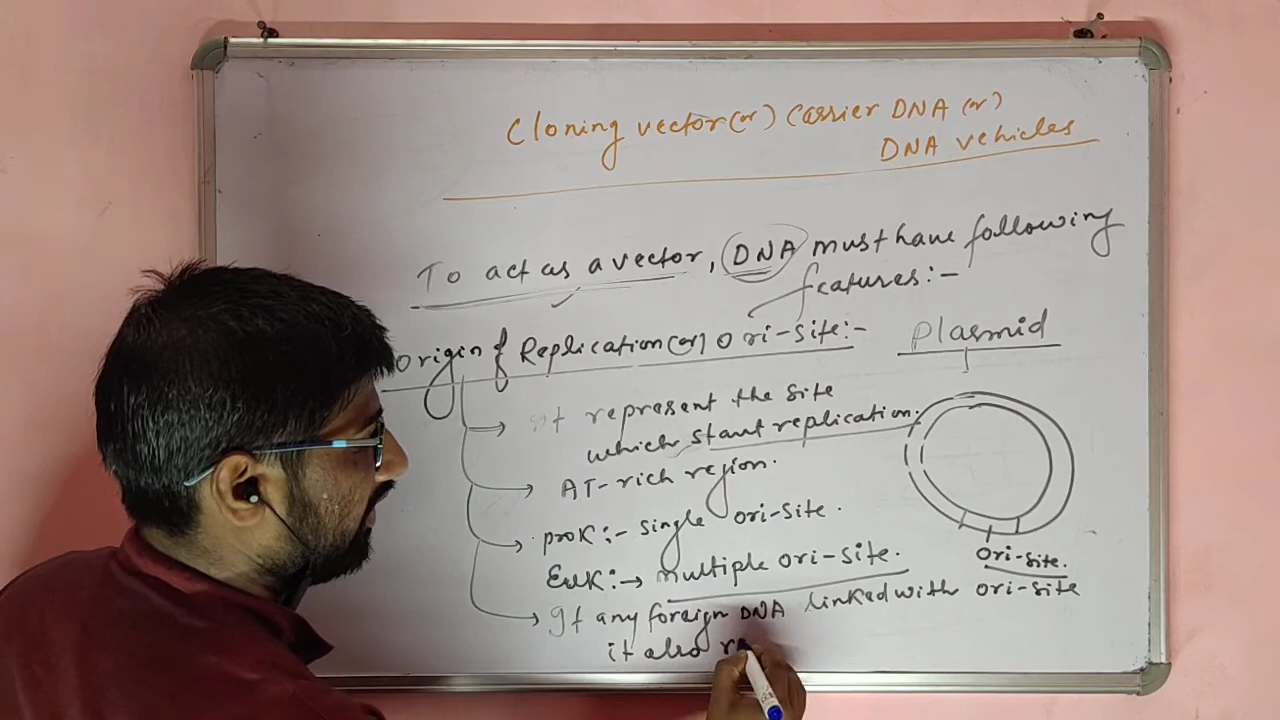 Cloning vector (or) Carrier DNA (or)
DNA vehicles
To act as a vector, DNA must have following
features:-
Origin of Replication (or) Ori-site:-
Plasmid
It represent the site
which start replication.
AT-rich region.
proK:- single ori-site.
EuK:→ multiple ori-site.
Ori-site.
If any foreign DNA linked with ori-site
it also